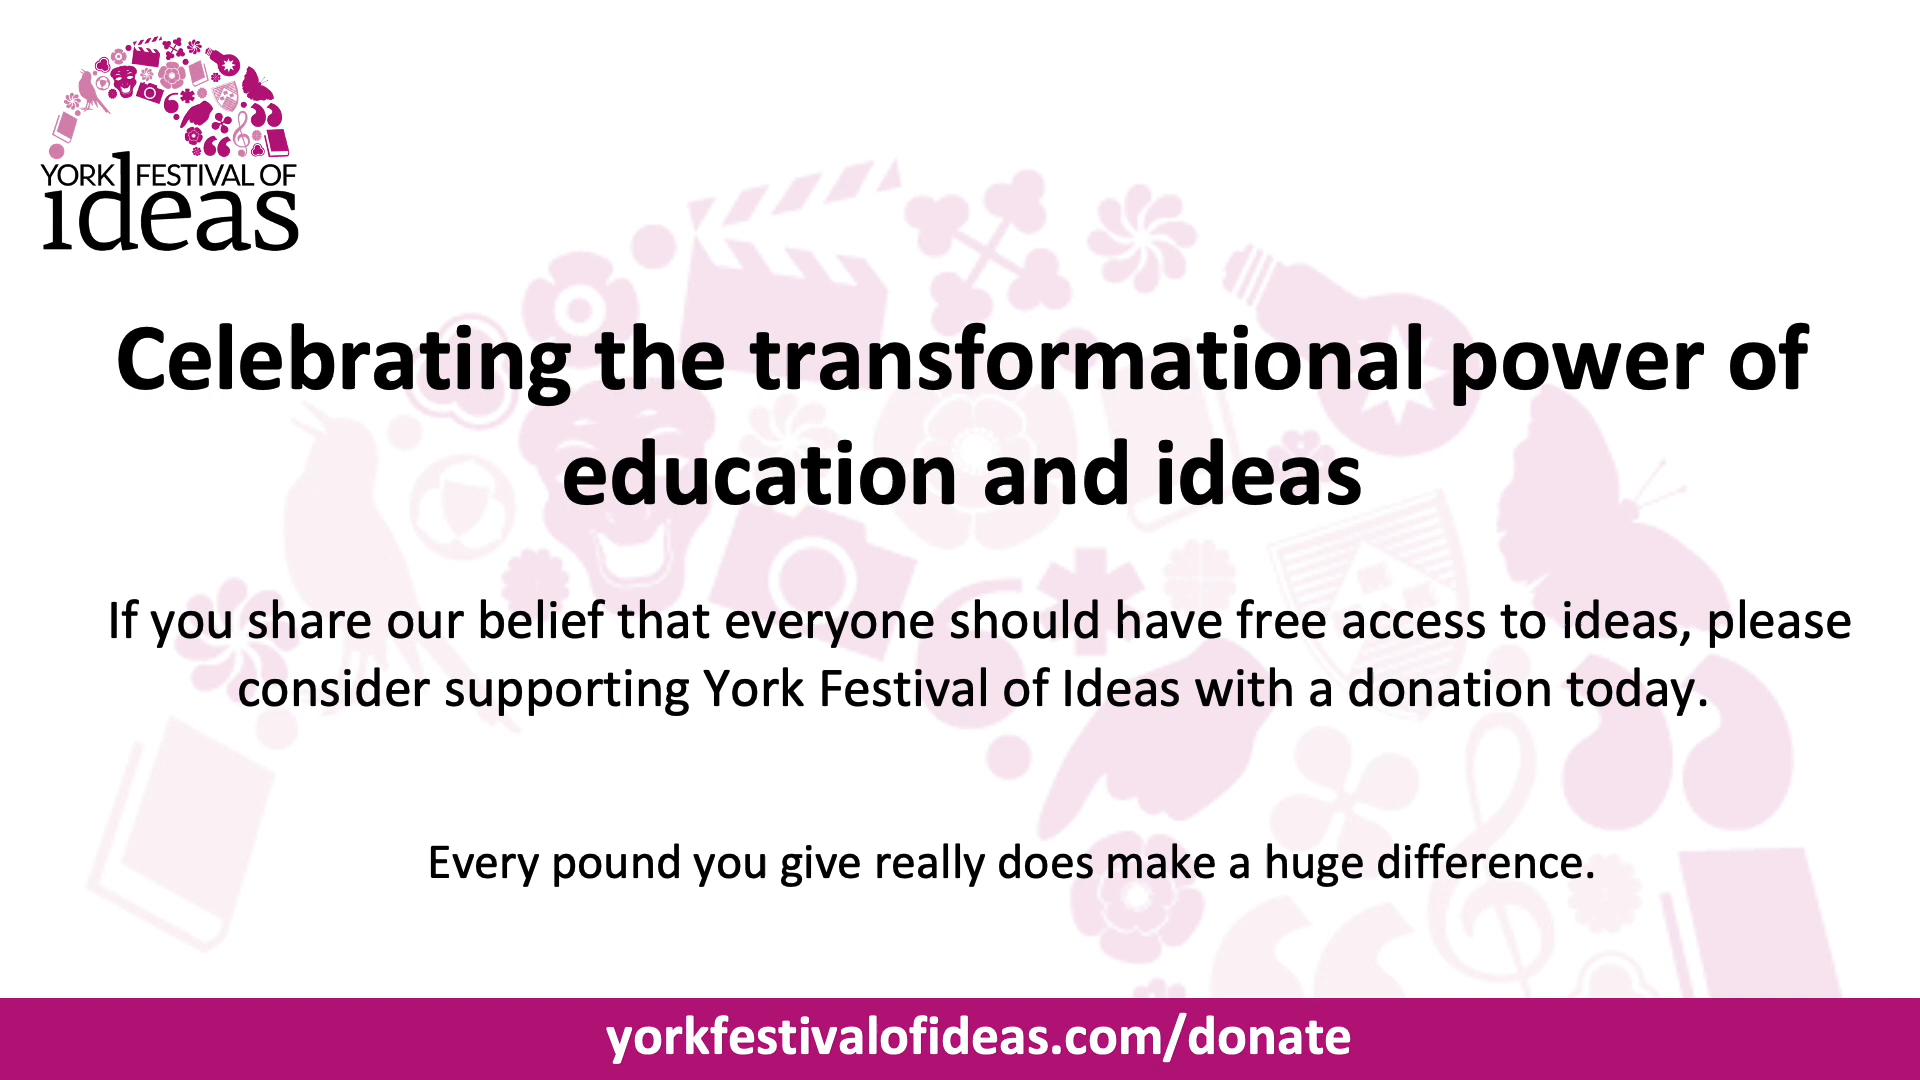 YORK FESTIVAL OF
ideas
Celebrating the transformational power of
education and ideas
If you share our belief that everyone should have free access to ideas, please
consider supporting York Festival of Ideas with a donation today.
Every pound you give really does make a huge difference.
yorkfestivalofideas.com/donate